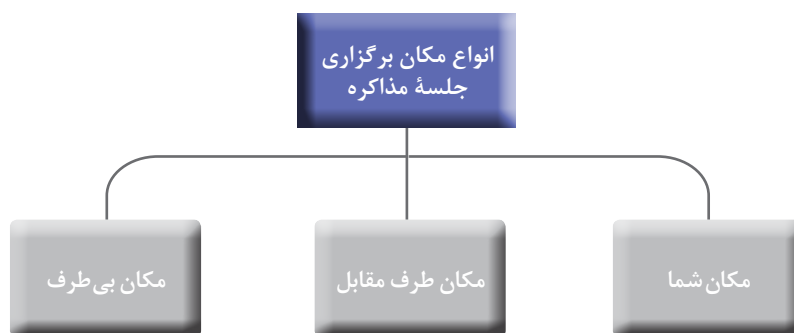 انواع مکان برگزاری
جلسهٔ مذاکره
مکان شما
مکان طرف مقابل
مکان بی‌طرف